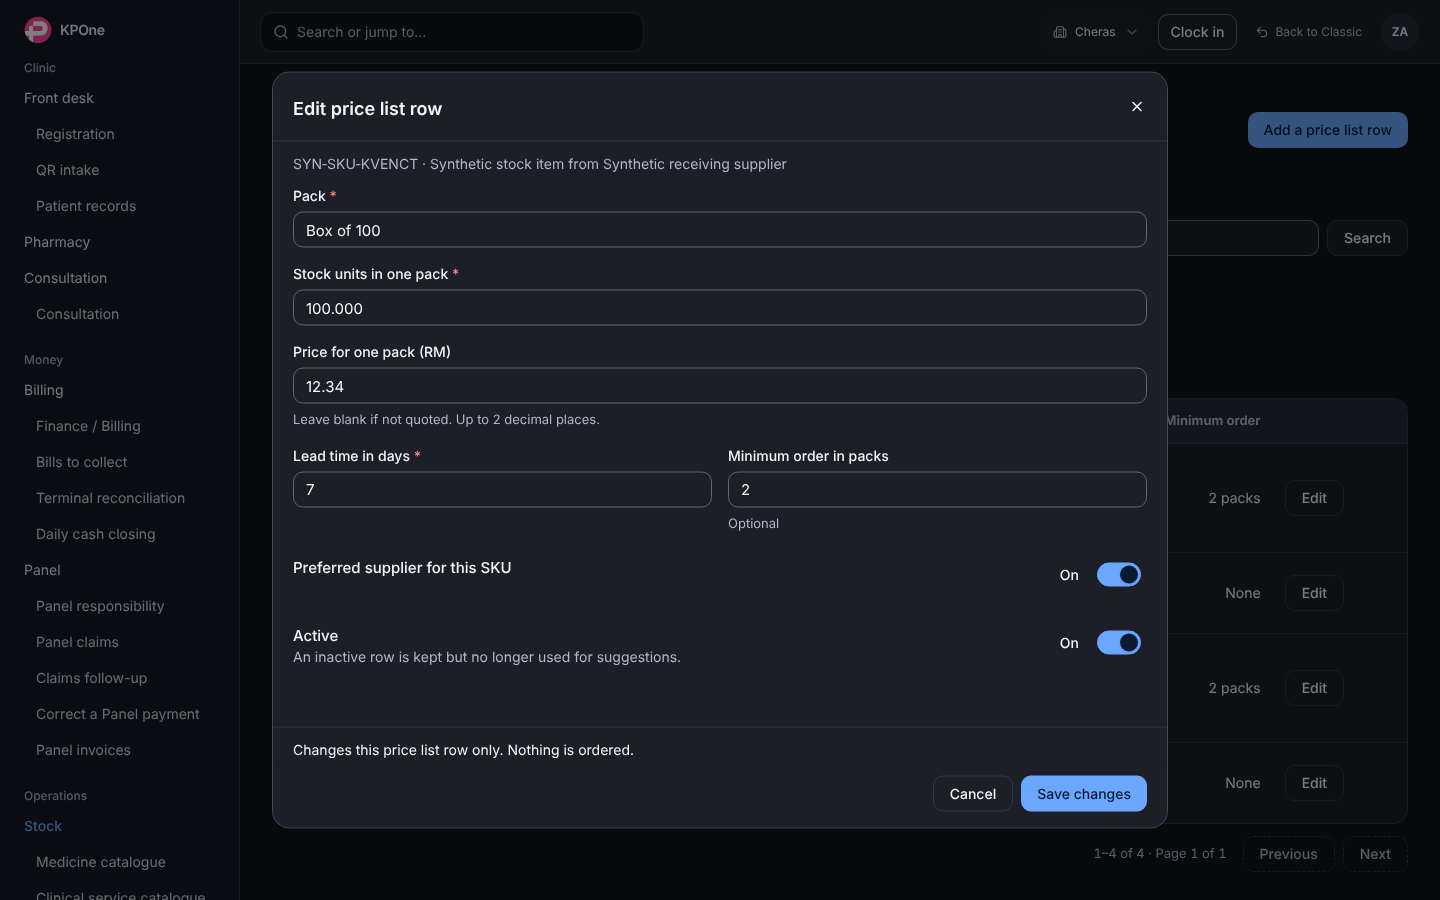 KPOne
Search or jump to...
Cheras
Clock in
Back to Classic
ZA
Clinic
Front desk
Registration
QR intake
Patient records
Pharmacy
Consultation
Consultation
Money
Billing
Finance / Billing
Bills to collect
Terminal reconciliation
Daily cash closing
Panel
Panel responsibility
Panel claims
Claims follow-up
Correct a Panel payment
Panel invoices
Operations
Stock
Medicine catalogue
Clinical service catalogue
Add a price list row
Search
Edit price list row
SYN-SKU-KVENCT · Synthetic stock item from Synthetic receiving supplier
Pack *
Box of 100
Stock units in one pack *
100.000
Price for one pack (RM)
12.34
Leave blank if not quoted. Up to 2 decimal places.
Lead time in days *
7
Minimum order in packs
2
Optional
Preferred supplier for this SKU
On
Active
On
An inactive row is kept but no longer used for suggestions.
Changes this price list row only. Nothing is ordered.
Cancel
Save changes
Minimum order
2 packs
Edit
None
Edit
2 packs
Edit
None
Edit
1–4 of 4 · Page 1 of 1
Previous
Next